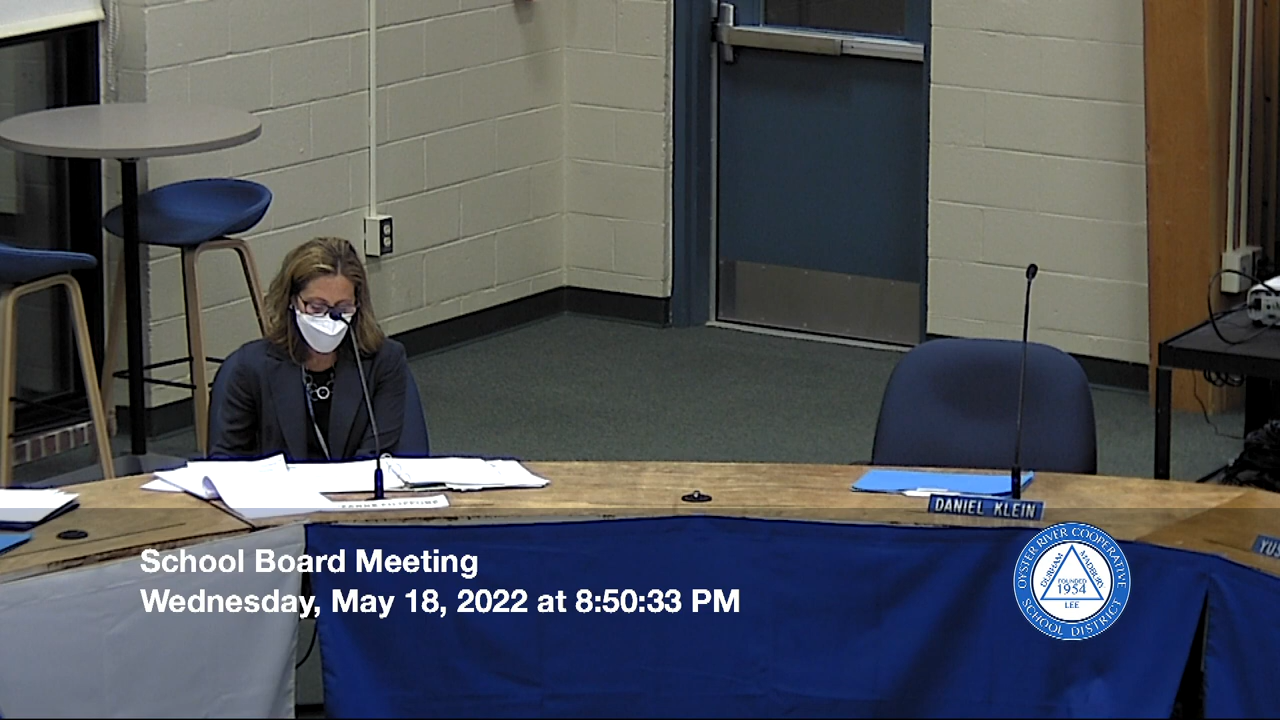 DANIEL KLEIN
School Board Meeting
Wednesday, May 18, 2022 at 8:50:33 PM
OYSTER RIVER COOPERATIVE
SCHOOL DISTRICT
DURHAM
MADBURY
LEE
FOUNDED
1954